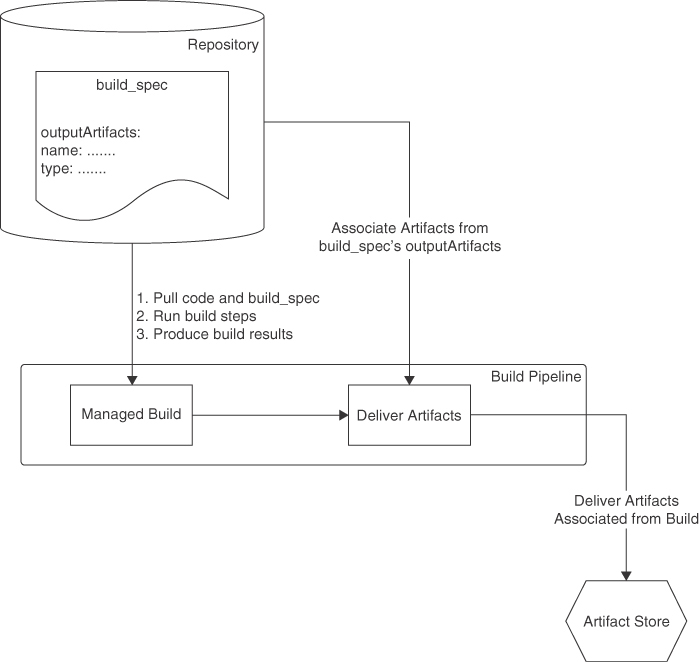 Repository
build_spec
outputArtifacts:
name: .......
type: .......
Associate Artifacts from
build_spec's outputArtifacts
1. Pull code and build_spec
2. Run build steps
3. Produce build results
Build Pipeline
Managed Build
Deliver Artifacts
Deliver Artifacts
Associated from Build
Artifact Store